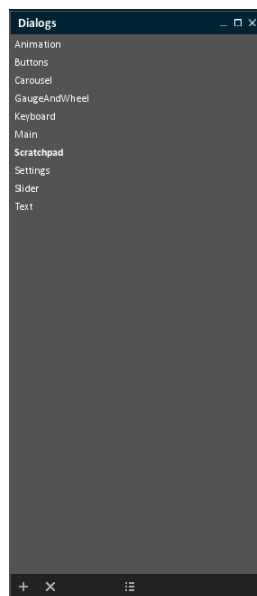 Dialogs
Animation
Buttons
Carousel
GaugeAndWheel
Keyboard
Main
Scratchpad
Settings
Slider
Text